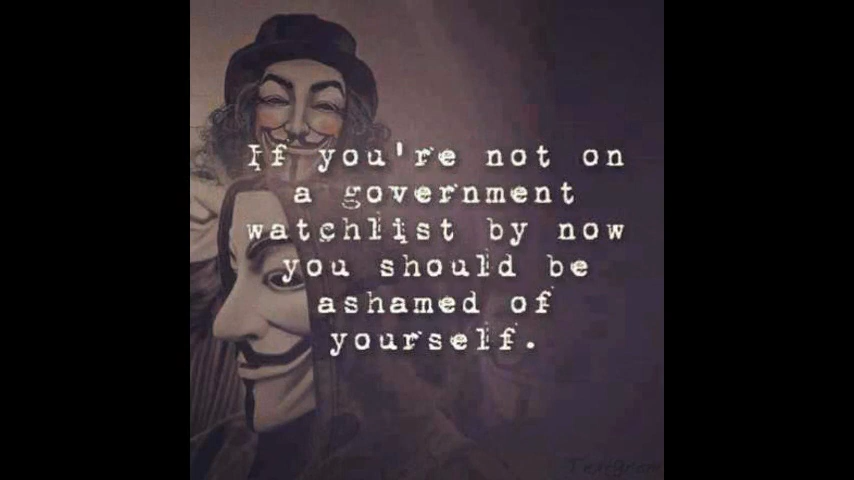 If you're not on
a government
watchlist by now
you should be
ashamed of
yourself.